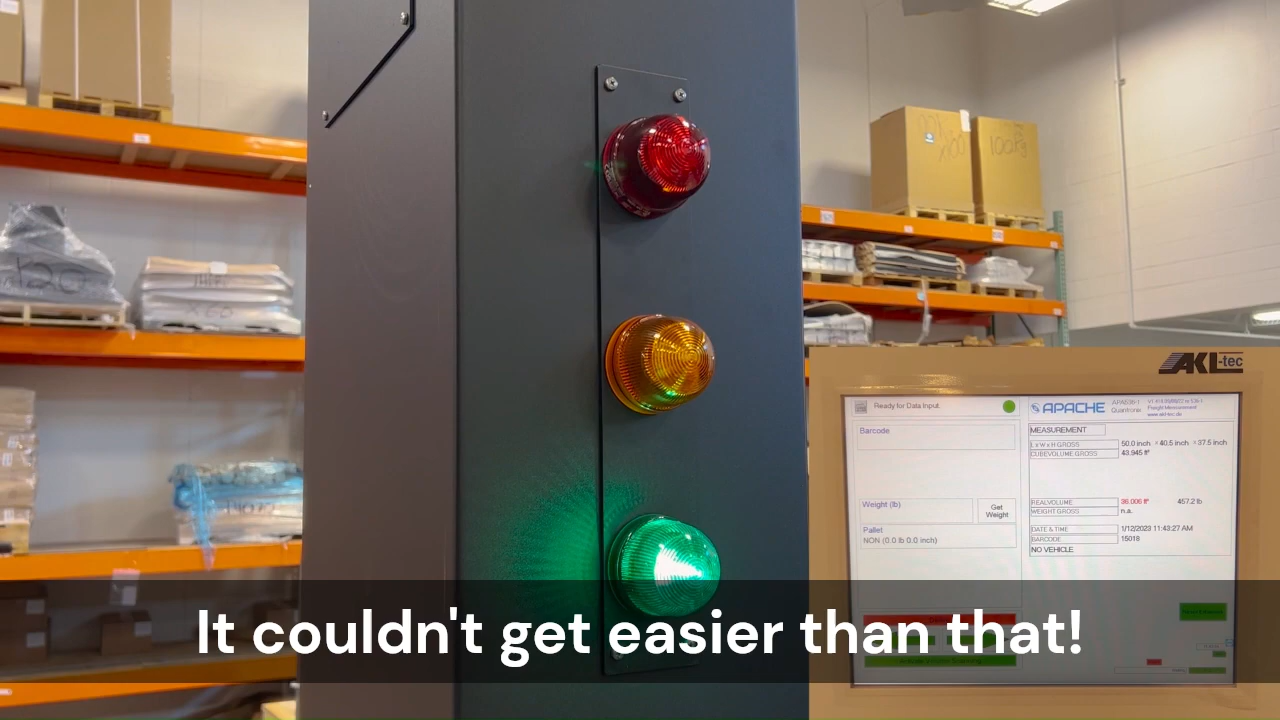 AKL-tec
Ready for Data Input.
APACHE
Barcode
MEASUREMENT
L x W x H GROSS
50.0 inch x 40.5 inch x 37.5 inch
CUBEVOLUME GROSS
43.945 ft³
Weight (lb)
Get
Weight
REALVOLUME
36.006 ft³
457.2 lb
WEIGHT GROSS
n.a.
Pallet
NON (0.0 lb 0.0 inch)
DATE & TIME
1/12/2023 11:43:27 AM
BARCODE
15018
NO VEHICLE
It couldn't get easier than that!